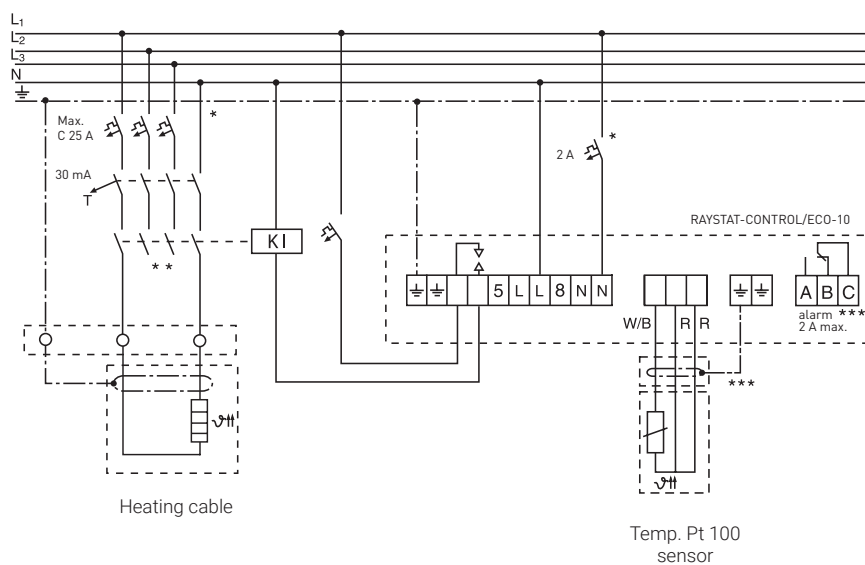 L1
L2
L3
N
Max.
C 25 A
*
30 mA
T
* *
KI
2 A
*
RAYSTAT-CONTROL/ECO-10
5 L L 8 N N
W/B R R
A B C
alarm ***
2 A max.
***
Heating cable
Temp. Pt 100
sensor